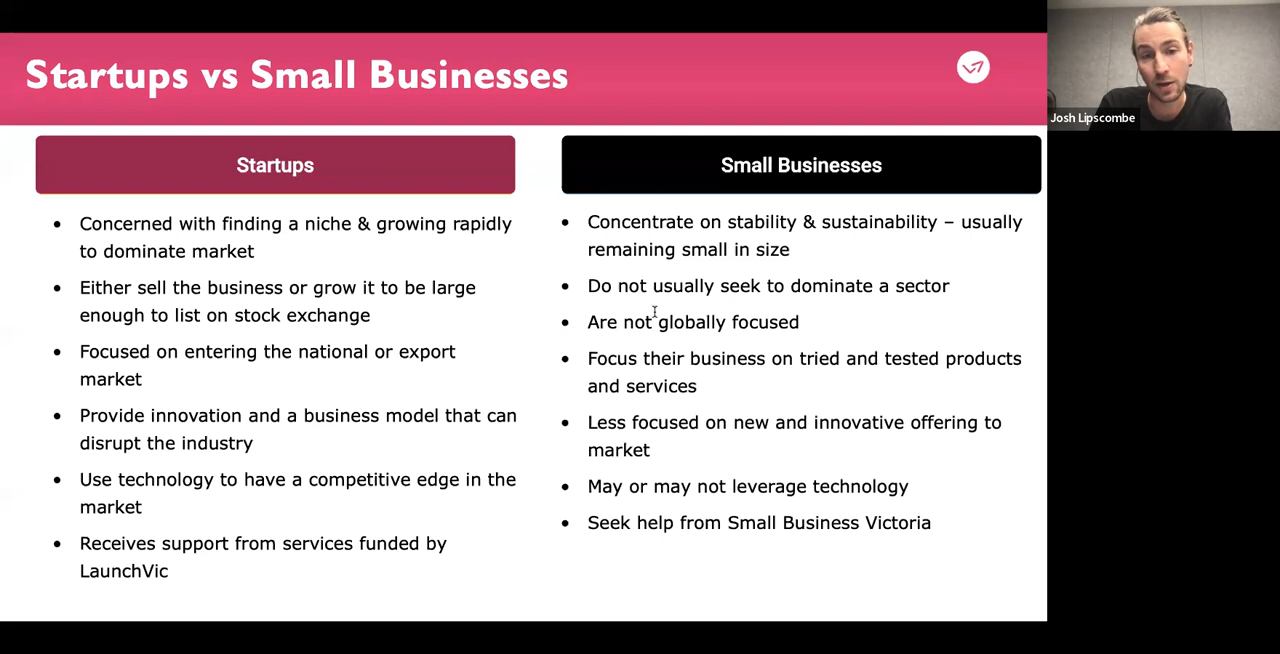 Startups vs Small Businesses
Josh Lipscombe
Startups
• Concerned with finding a niche & growing rapidly
to dominate market
• Either sell the business or grow it to be large
enough to list on stock exchange
• Focused on entering the national or export
market
• Provide innovation and a business model that can
disrupt the industry
• Use technology to have a competitive edge in the
market
• Receives support from services funded by
LaunchVic
Small Businesses
• Concentrate on stability & sustainability – usually
remaining small in size
• Do not usually seek to dominate a sector
• Are not globally focused
• Focus their business on tried and tested products
and services
• Less focused on new and innovative offering to
market
• May or may not leverage technology
• Seek help from Small Business Victoria